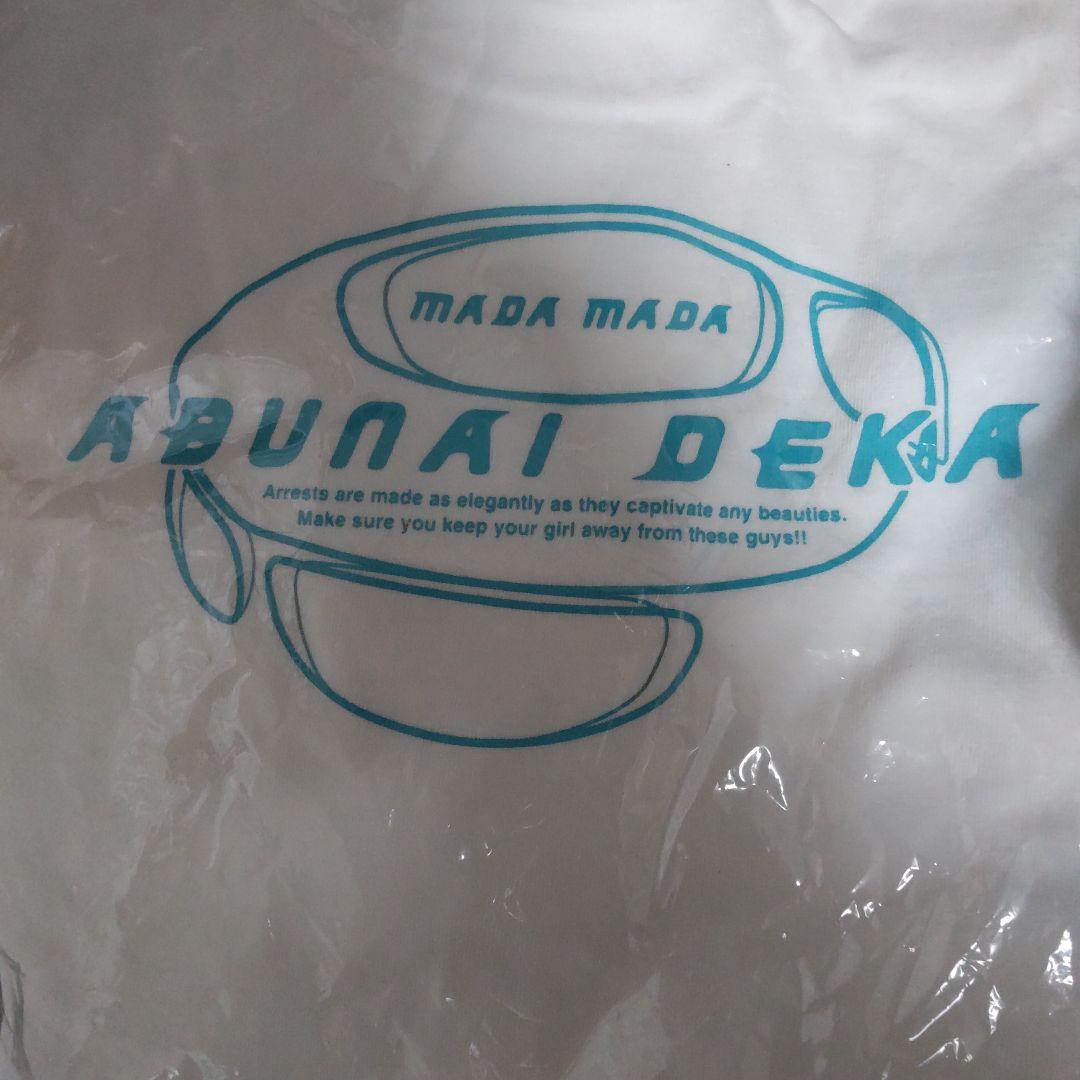 MADA MADA
ABUNAI DEKA
Arrests are made as elegantly as they captivate any beauties.
Make sure you keep your girl away from these guys!!